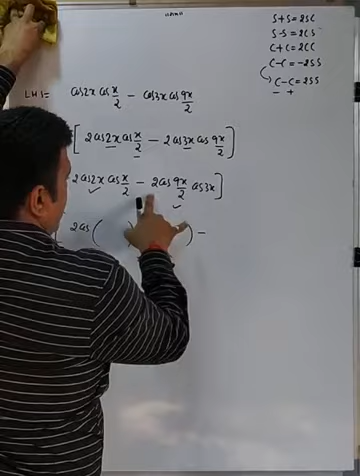 S+S=2SC
S-S=2CS
C+C=2CC
C-C=-2SS
C-C=2SS
- +
LHS= cos2x cos x/2 - cos3x cos 9x/2
[ 2cos2x cos x/2 - 2cos3x cos 9x/2 ]
2cos2x cos x/2 - 2cos 9x/2 cos3x ]
2cos ( ) ) -